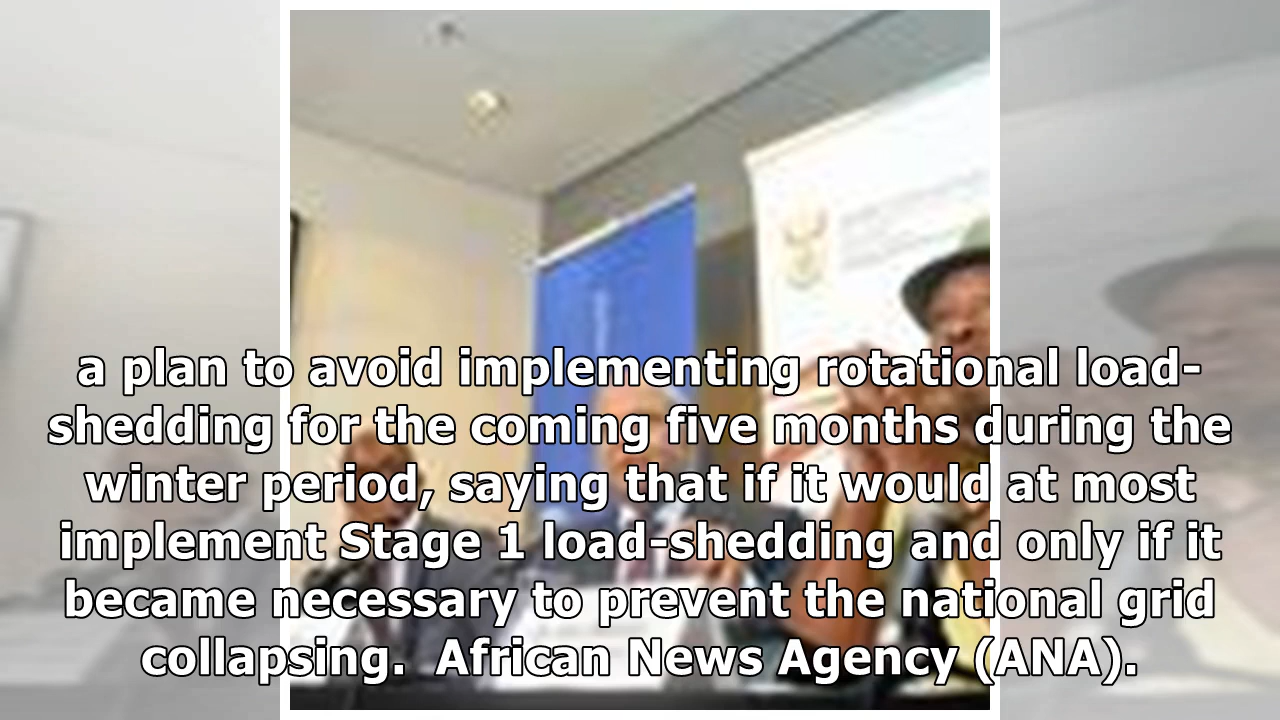 a plan to avoid implementing rotational load-
shedding for the coming five months during the
winter period, saying that if it would at most
implement Stage 1 load-shedding and only if it
became necessary to prevent the national grid
collapsing.  African News Agency (ANA).